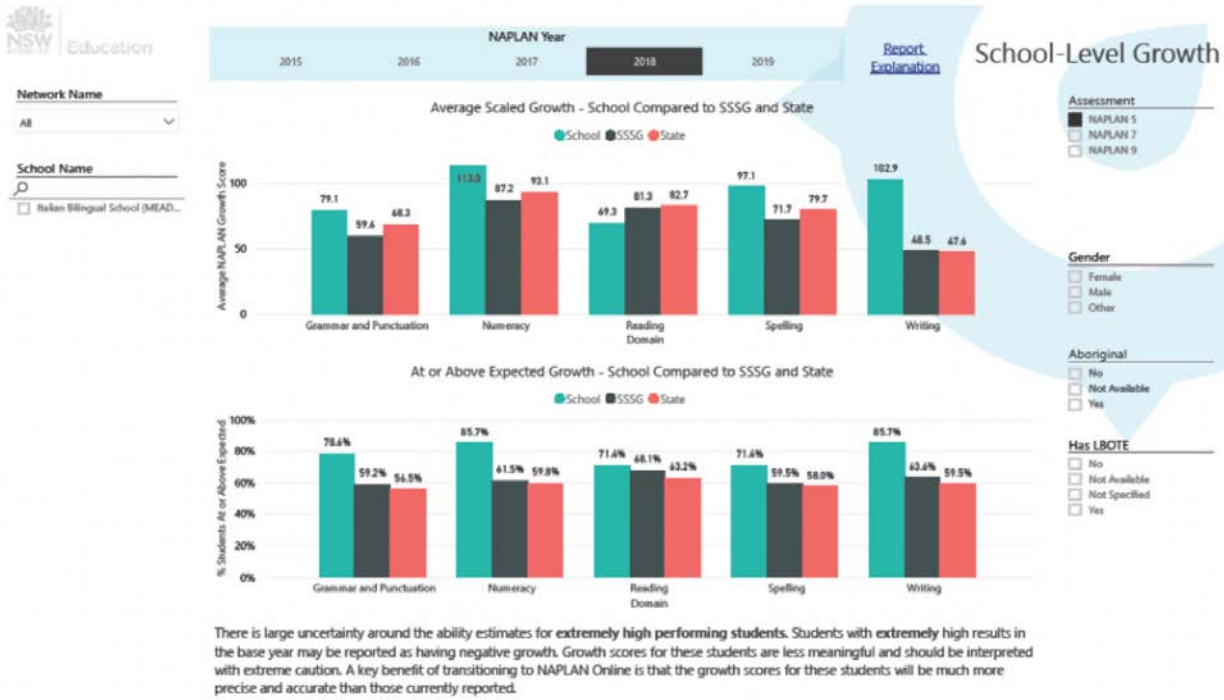 NSW
Education
NAPLAN Year
2015 2016 2017 2018 2019
Report
Explanation
School-Level Growth
Network Name
All
School Name
Italian Bilingual School (MEAD...
Assessment
NAPLAN 5
NAPLAN 7
NAPLAN 9
Gender
Female
Male
Other
Aboriginal
No
Not Available
Yes
Has LBOTE
No
Not Available
Not Specified
Yes
Average Scaled Growth - School Compared to SSSG and State
School SSSG State
Average NAPLAN Growth Score
100
50
0
79.1 59.6 68.3
113.0 87.2 93.1
69.3 81.3 82.7
97.1 71.7 79.7
102.9 48.5 47.6
Grammar and Punctuation Numeracy Reading Spelling Writing
Domain
At or Above Expected Growth - School Compared to SSSG and State
School SSSG State
% Students At or Above Expected
100%
80%
60%
40%
20%
0%
78.6% 59.2% 56.5%
85.7% 61.5% 59.8%
71.4% 68.1% 63.2%
71.4% 59.5% 58.0%
85.7% 63.6% 59.5%
Grammar and Punctuation Numeracy Reading Spelling Writing
Domain
There is large uncertainty around the ability estimates for extremely high performing students. Students with extremely high results in
the base year may be reported as having negative growth. Growth scores for these students are less meaningful and should be interpreted
with extreme caution. A key benefit of transitioning to NAPLAN Online is that the growth scores for these students will be much more
precise and accurate than those currently reported.